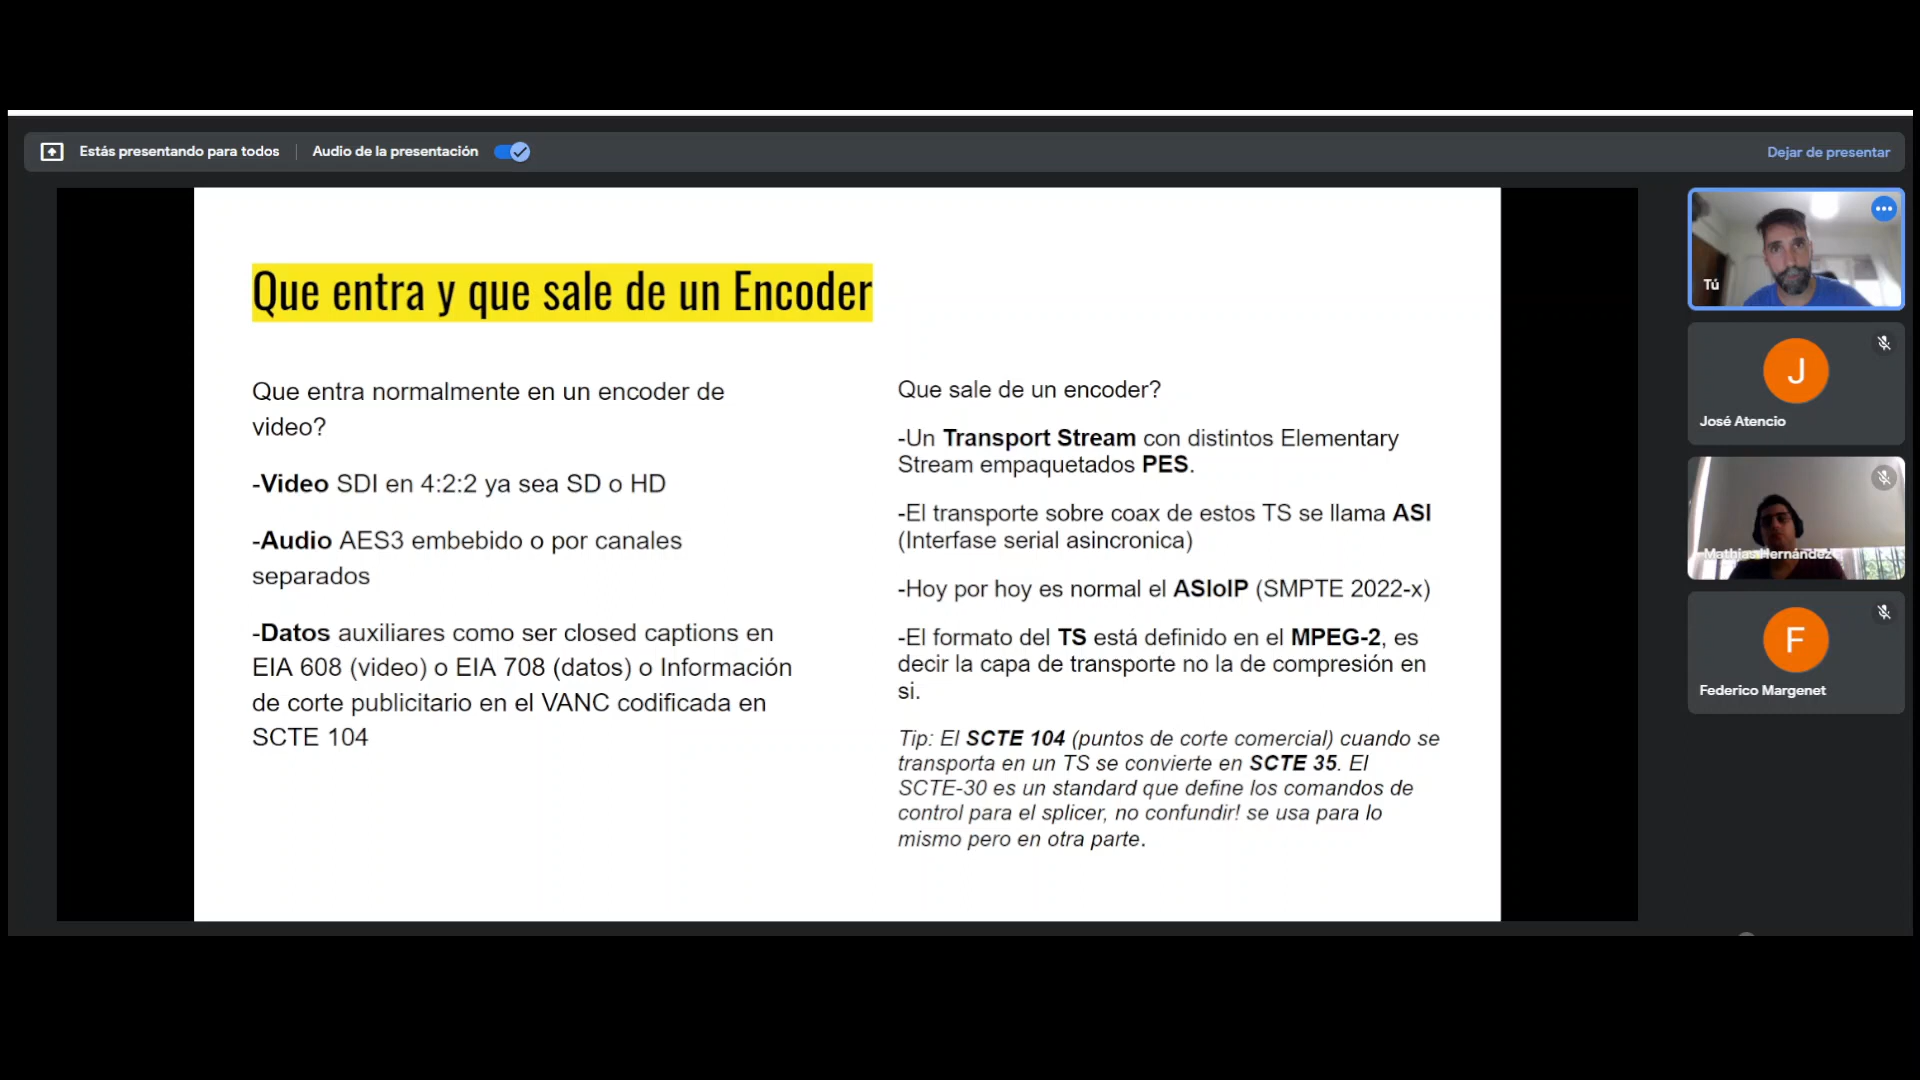 Estás presentando para todos
Audio de la presentación
Dejar de presentar
Que entra y que sale de un Encoder
Que entra normalmente en un encoder de
video?
-Video SDI en 4:2:2 ya sea SD o HD
-Audio AES3 embebido o por canales
separados
-Datos auxiliares como ser closed captions en
EIA 608 (video) o EIA 708 (datos) o Información
de corte publicitario en el VANC codificada en
SCTE 104
Que sale de un encoder?
-Un Transport Stream con distintos Elementary
Stream empaquetados PES.
-El transporte sobre coax de estos TS se llama ASI
(Interfase serial asincronica)
-Hoy por hoy es normal el ASIoIP (SMPTE 2022-x)
-El formato del TS está definido en el MPEG-2, es
decir la capa de transporte no la de compresión en
si.
Tip: El SCTE 104 (puntos de corte comercial) cuando se
transporta en un TS se convierte en SCTE 35. El
SCTE-30 es un standard que define los comandos de
control para el splicer, no confundir! se usa para lo
mismo pero en otra parte.
Tú
J
José Atencio
Mathias Hernández
F
Federico Margenet